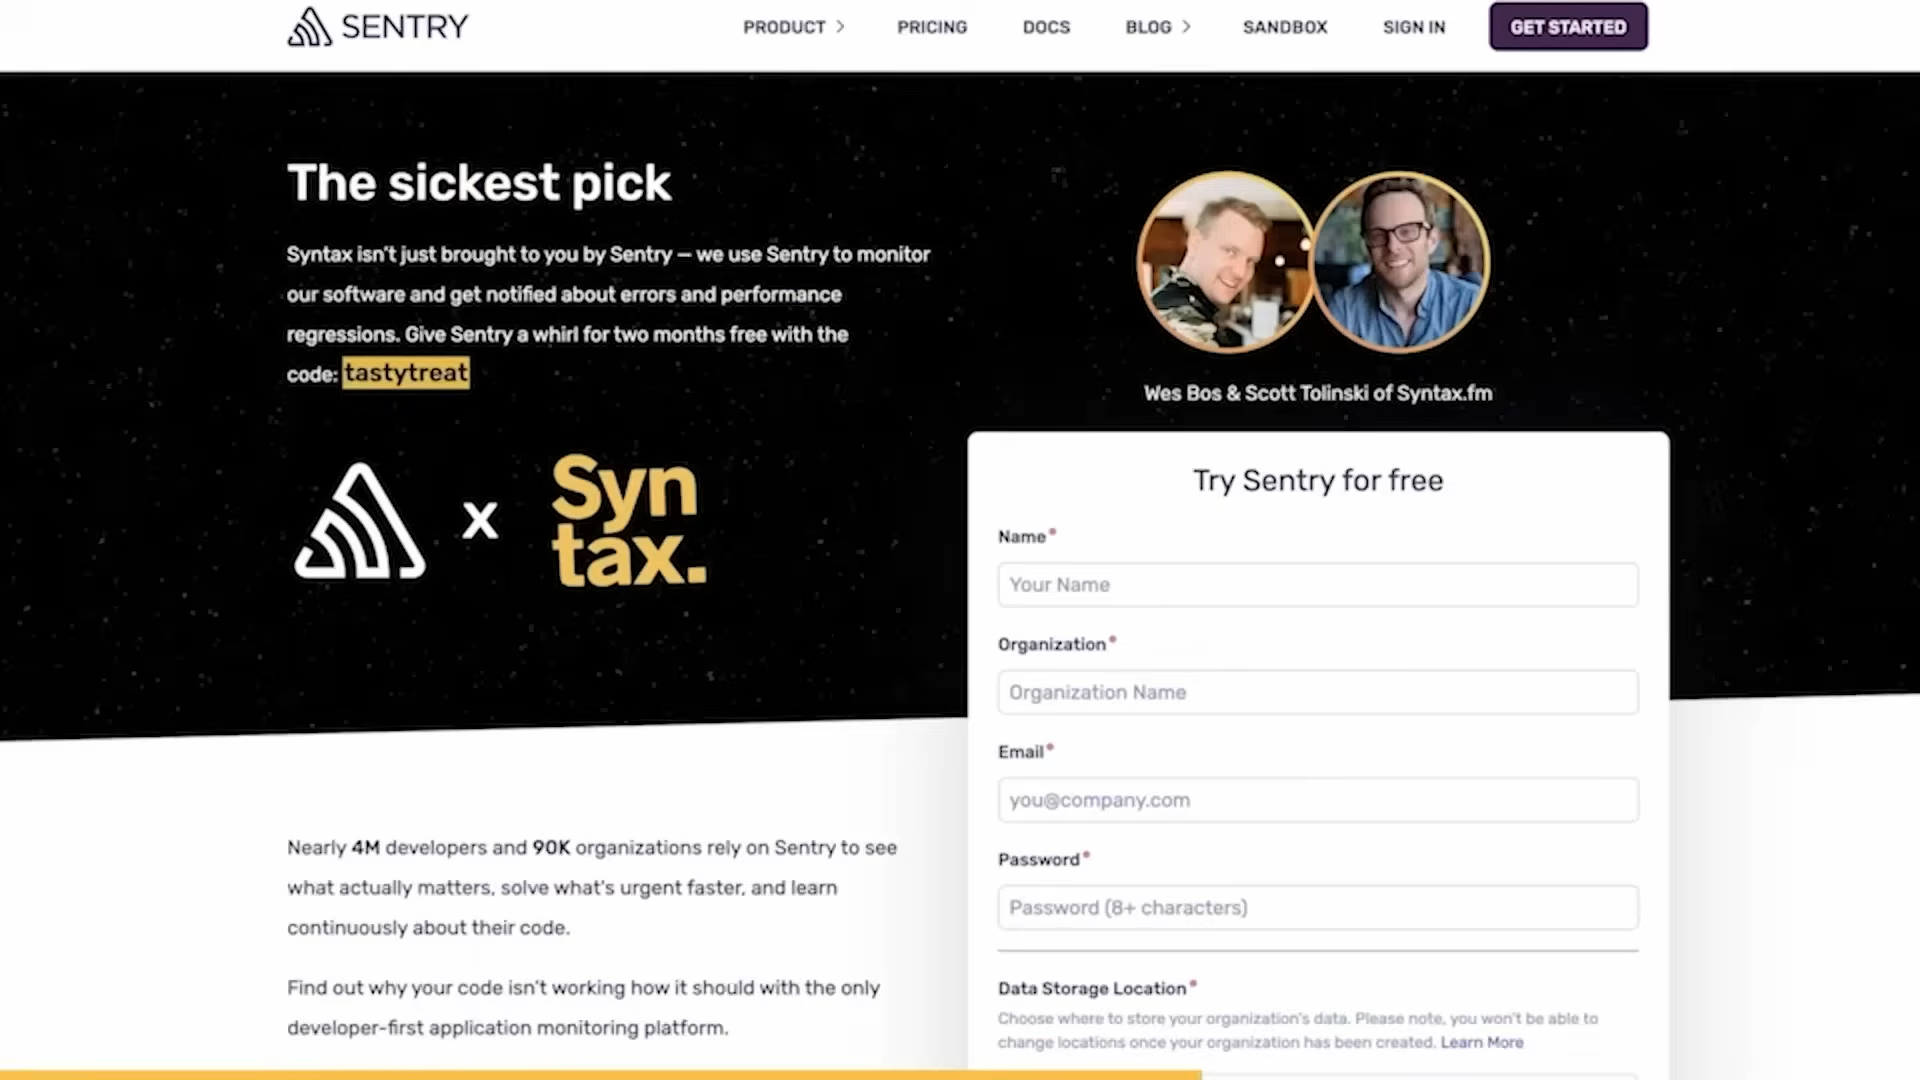 SENTRY
PRODUCT
PRICING
DOCS
BLOG
SANDBOX
SIGN IN
GET STARTED
The sickest pick
Syntax isn't just brought to you by Sentry — we use Sentry to monitor
our software and get notified about errors and performance
regressions. Give Sentry a whirl for two months free with the
code: tastytreat
x
Syn
tax.
Wes Bos & Scott Tolinski of Syntax.fm
Try Sentry for free
Name
Your Name
Organization
Organization Name
Email
you@company.com
Password
Password (8+ characters)
Data Storage Location
Choose where to store your organization's data. Please note, you won't be able to
change locations once your organization has been created. Learn More
Nearly 4M developers and 90K organizations rely on Sentry to see
what actually matters, solve what's urgent faster, and learn
continuously about their code.
Find out why your code isn't working how it should with the only
developer-first application monitoring platform.